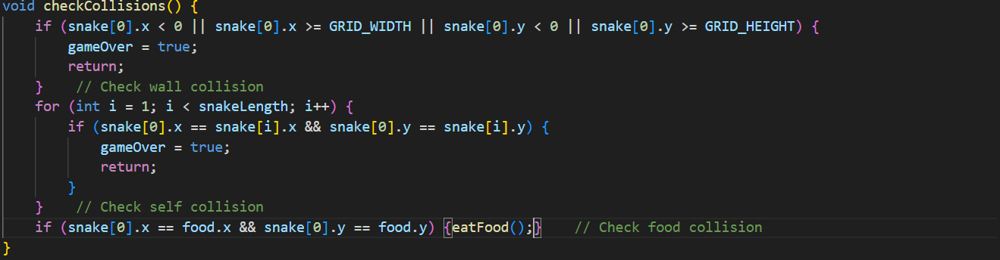 void checkCollisions() {
    if (snake[0].x < 0 || snake[0].x >= GRID_WIDTH || snake[0].y < 0 || snake[0].y >= GRID_HEIGHT) {
        gameOver = true;
        return;
    }    // Check wall collision
    for (int i = 1; i < snakeLength; i++) {
        if (snake[0].x == snake[i].x && snake[0].y == snake[i].y) {
            gameOver = true;
            return;
        }
    }    // Check self collision
    if (snake[0].x == food.x && snake[0].y == food.y) {eatFood();}    // Check food collision
}